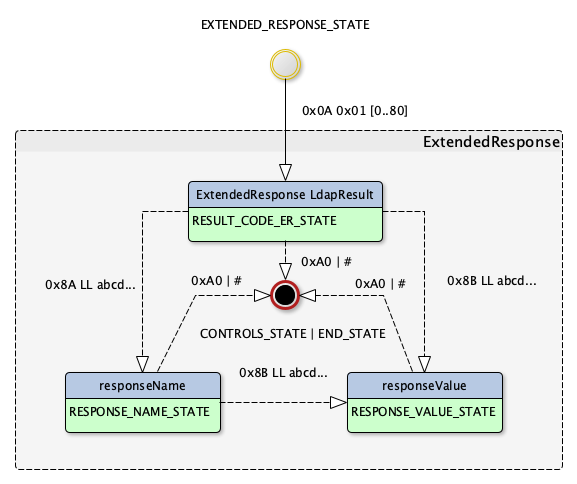 EXTENDED_RESPONSE_STATE
0x0A 0x01 [0..80]
ExtendedResponse
ExtendedResponse LdapResult
RESULT_CODE_ER_STATE
0xA0 | #
0x8A LL abcd...
0xA0 | #
0xA0 | #
0x8B LL abcd...
CONTROLS_STATE | END_STATE
0x8B LL abcd...
responseName
RESPONSE_NAME_STATE
responseValue
RESPONSE_VALUE_STATE